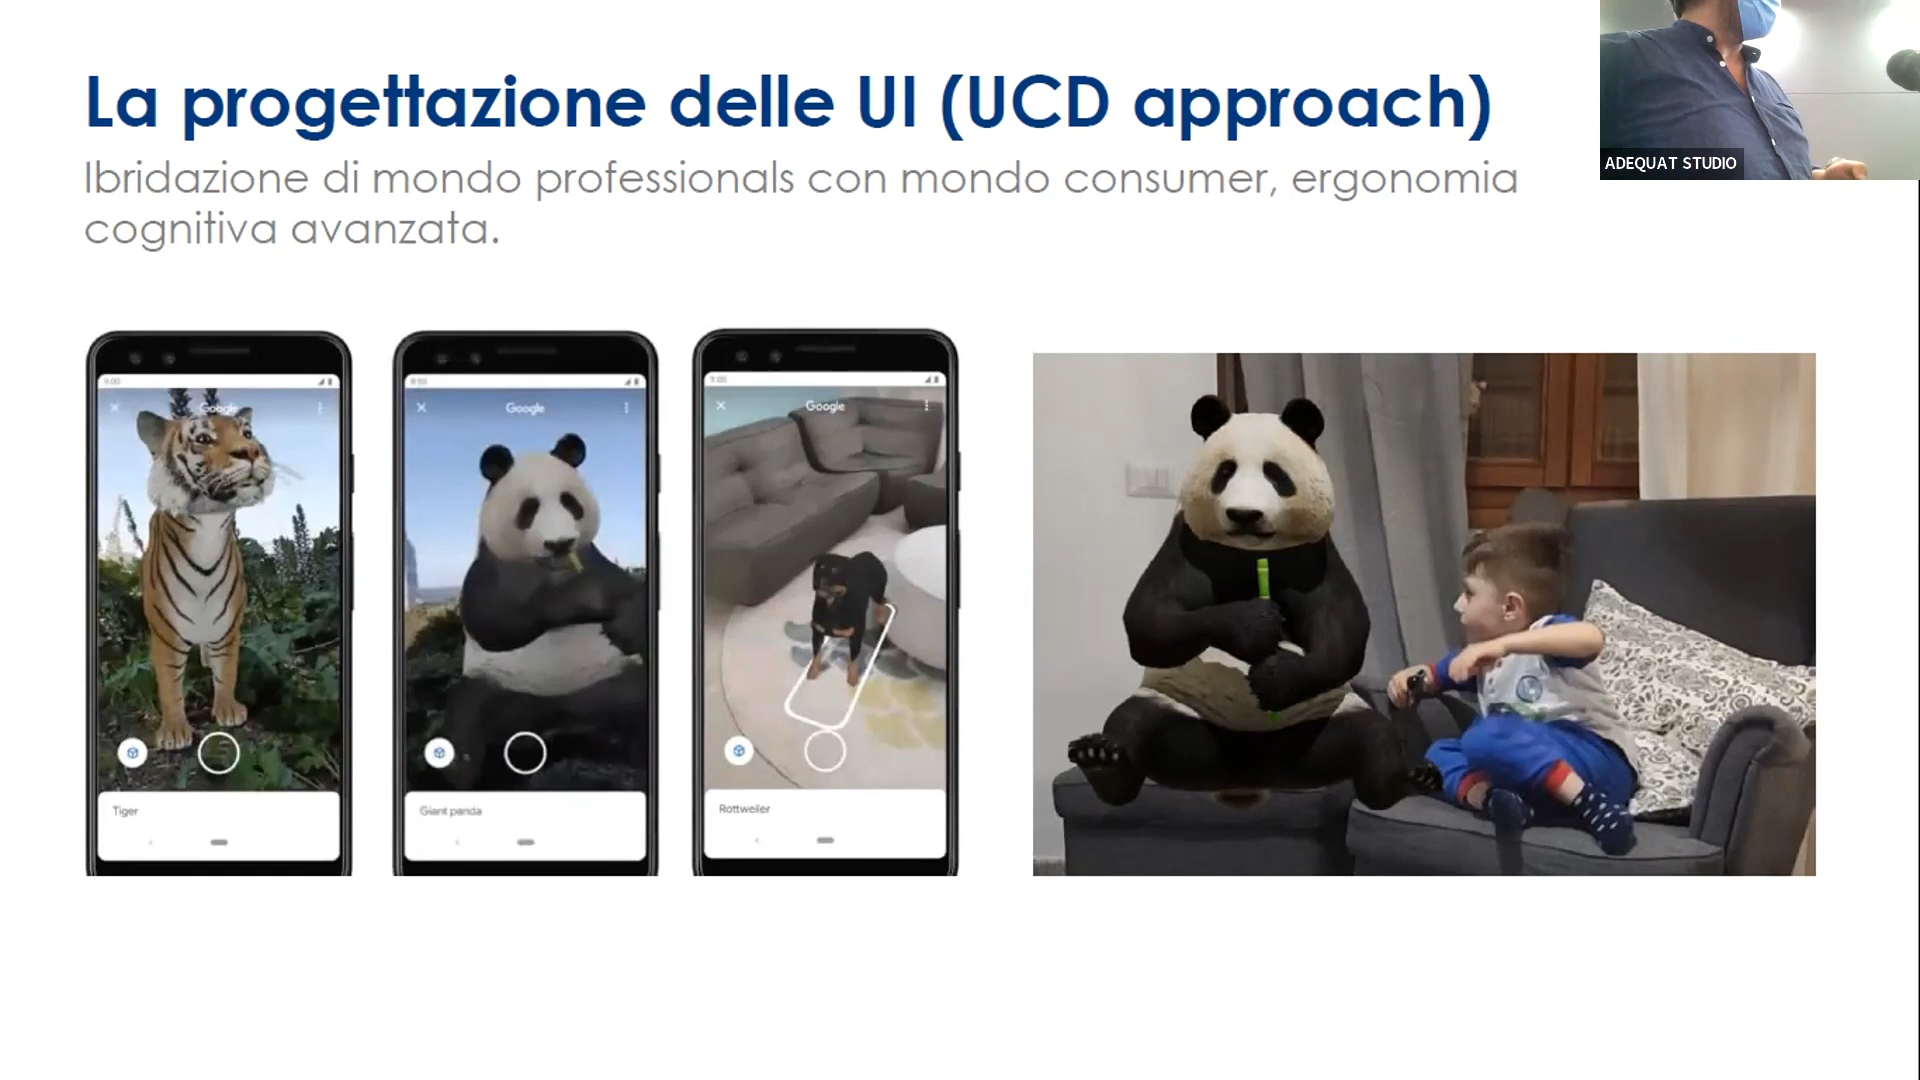 La progettazione delle UI (UCD approach)
Ibridazione di mondo professionals con mondo consumer, ergonomia
cognitiva avanzata.
ADEQUAT STUDIO
Google
Google
Google
Tiger
Giant panda
Rottweiler